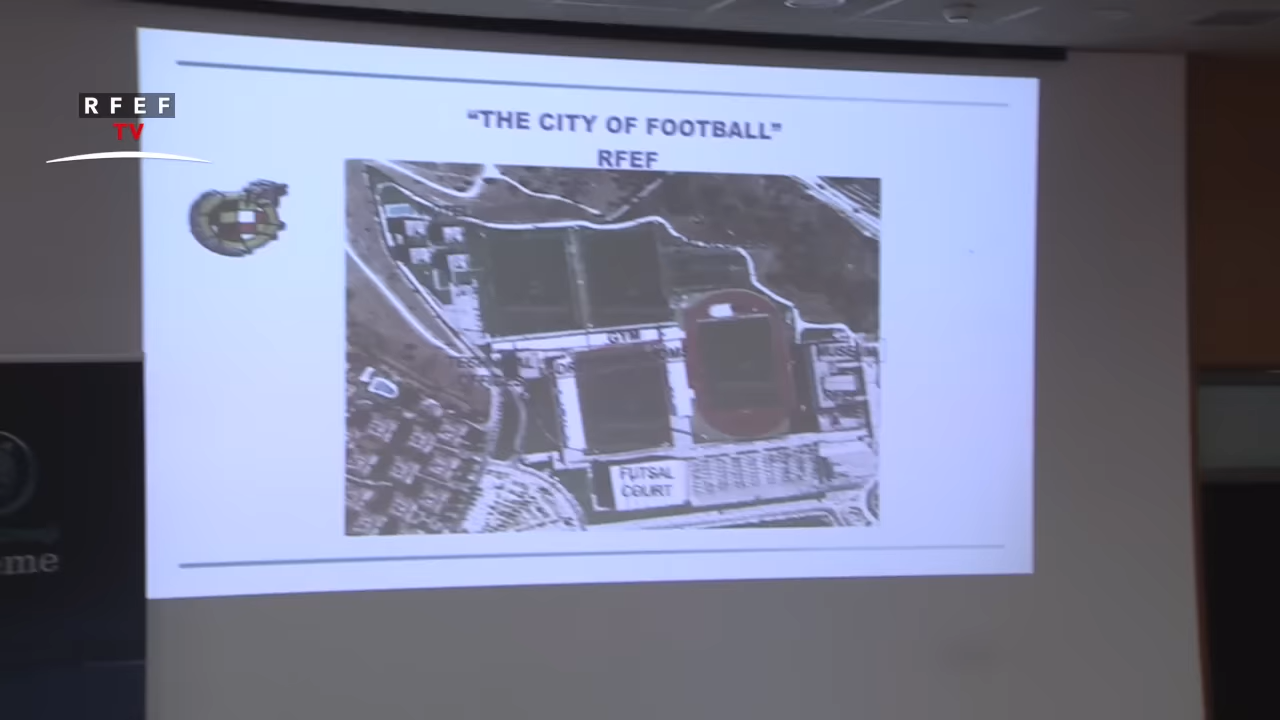 RFEF
TV
“THE CITY OF FOOTBALL”
RFEF
GYM
FUTSAL
COURT
me